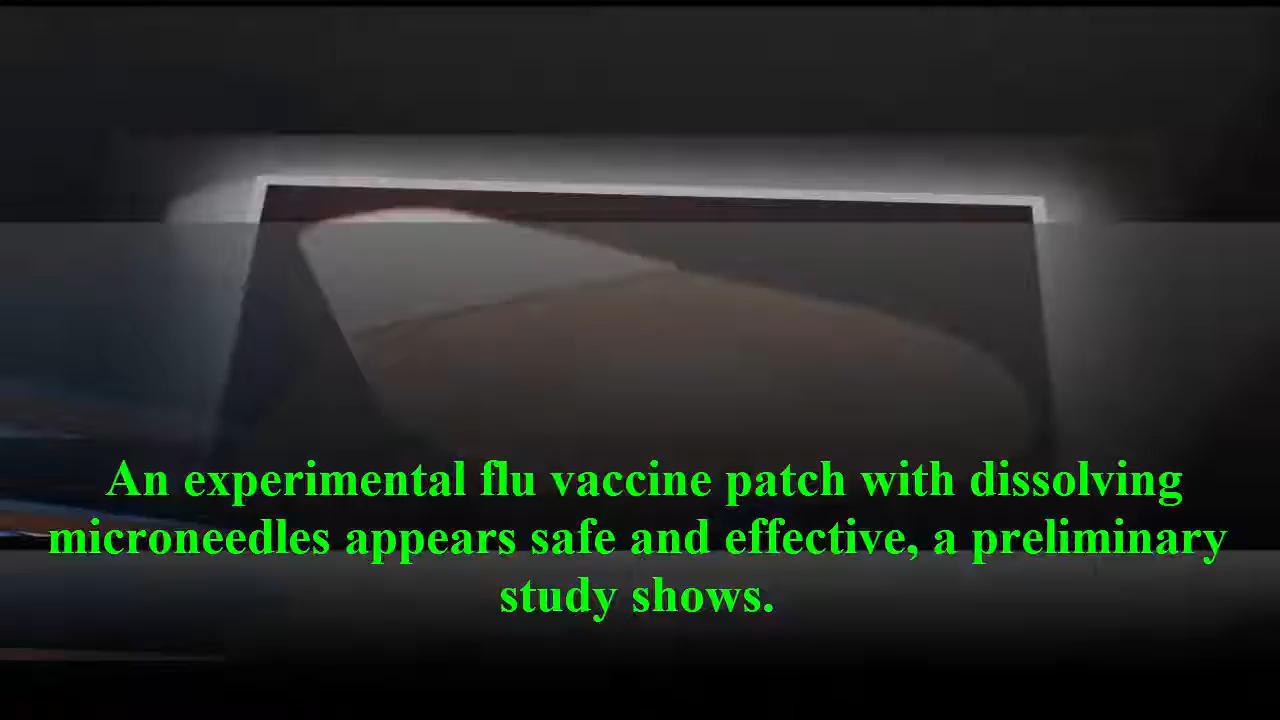 An experimental flu vaccine patch with dissolving
microneedles appears safe and effective, a preliminary
study shows.